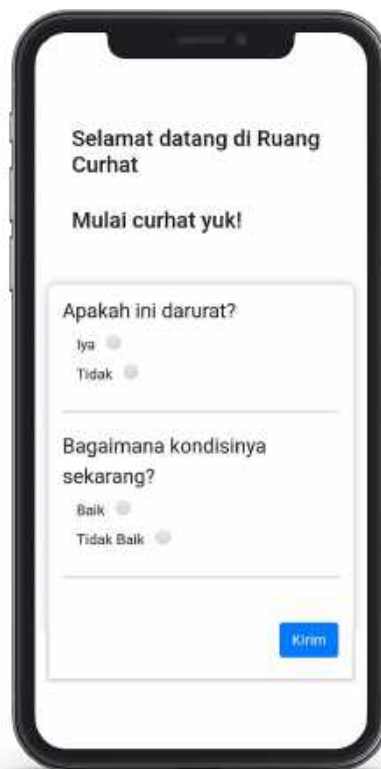 Selamat datang di Ruang
Curhat
Mulai curhat yuk!
Apakah ini darurat?
Iya
Tidak
Bagaimana kondisinya
sekarang?
Baik
Tidak Baik
Kirim